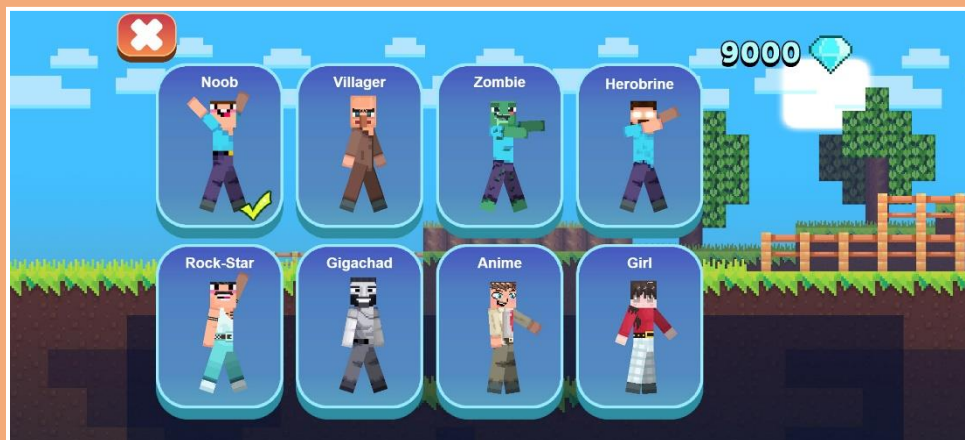 9000
Noob
Villager
Zombie
Herobrine
Rock-Star
Gigachad
Anime
Girl